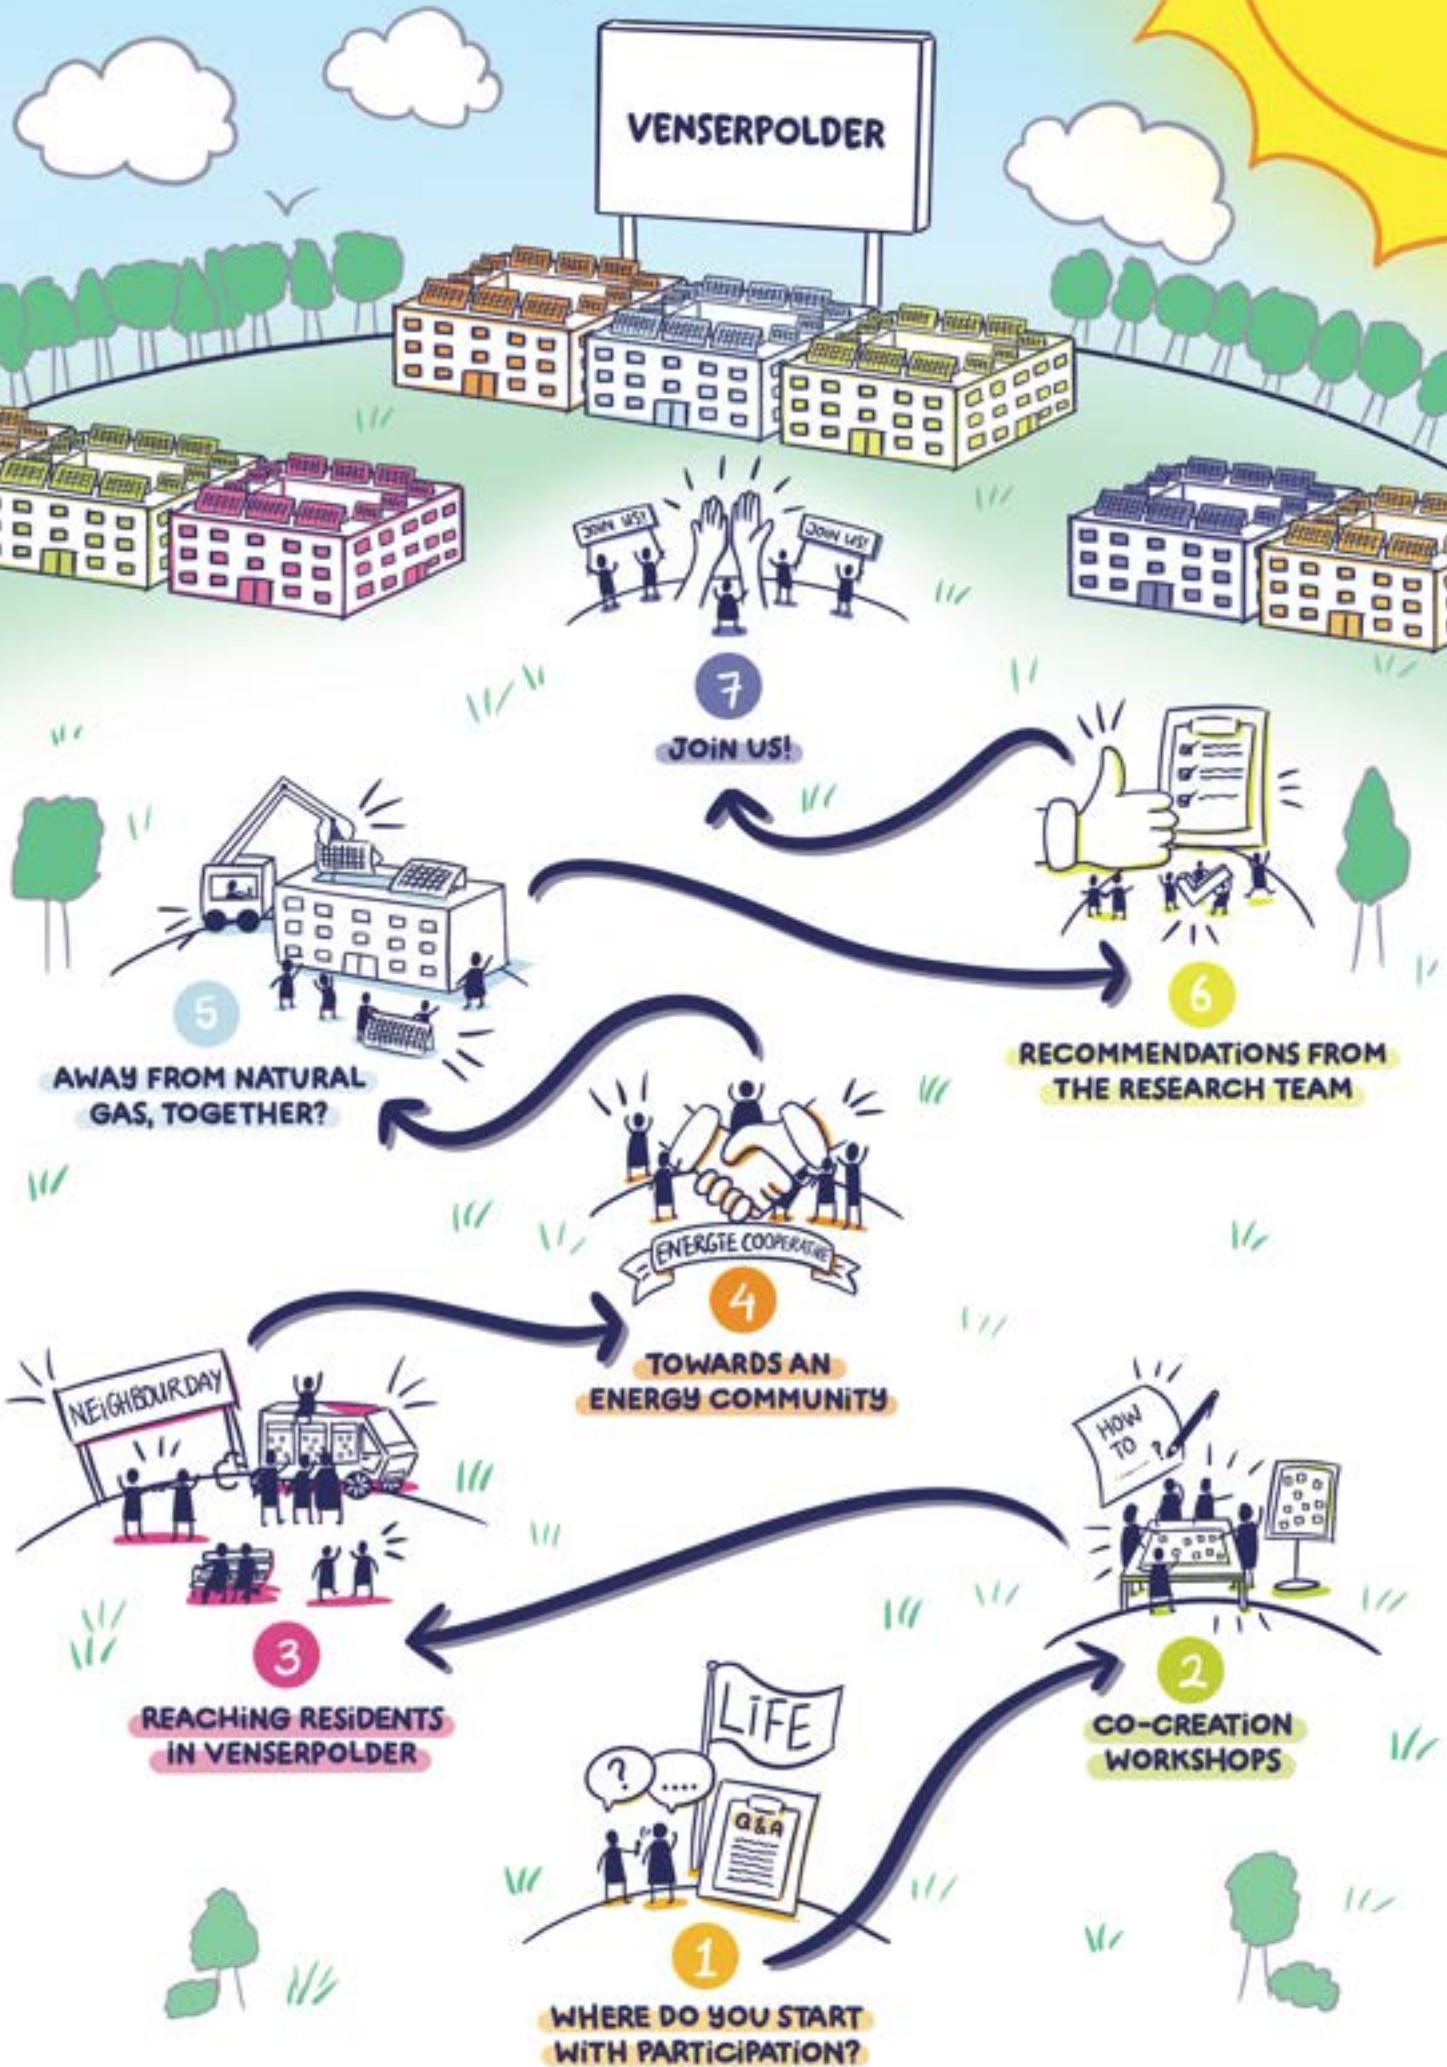 VENSERPOLDER
JOIN US!
JOIN US!
7
JOIN US!
5
AWAY FROM NATURAL
GAS, TOGETHER?
6
RECOMMENDATIONS FROM
THE RESEARCH TEAM
ENERGIE COOPERATIVE
4
TOWARDS AN
ENERGY COMMUNITY
NEIGHBOURDAY
3
REACHING RESIDENTS
IN VENSERPOLDER
HOW
TO
?
2
CO-CREATION
WORKSHOPS
LIFE
? ....
Q&A
1
WHERE DO YOU START
WITH PARTICIPATION?